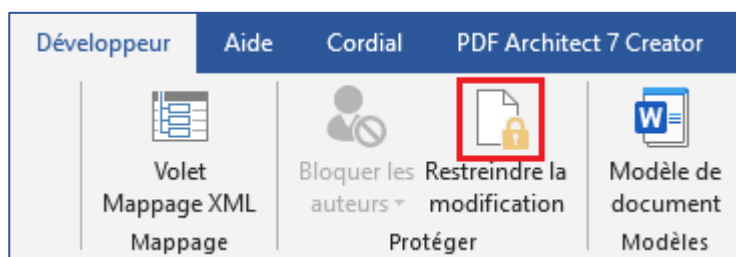 Développeur Aide Cordial PDF Architect 7 Creator
Volet Bloquer les Restreindre la Modèle de
Mappage XML auteurs modification document
Mappage Protéger Modèles
W